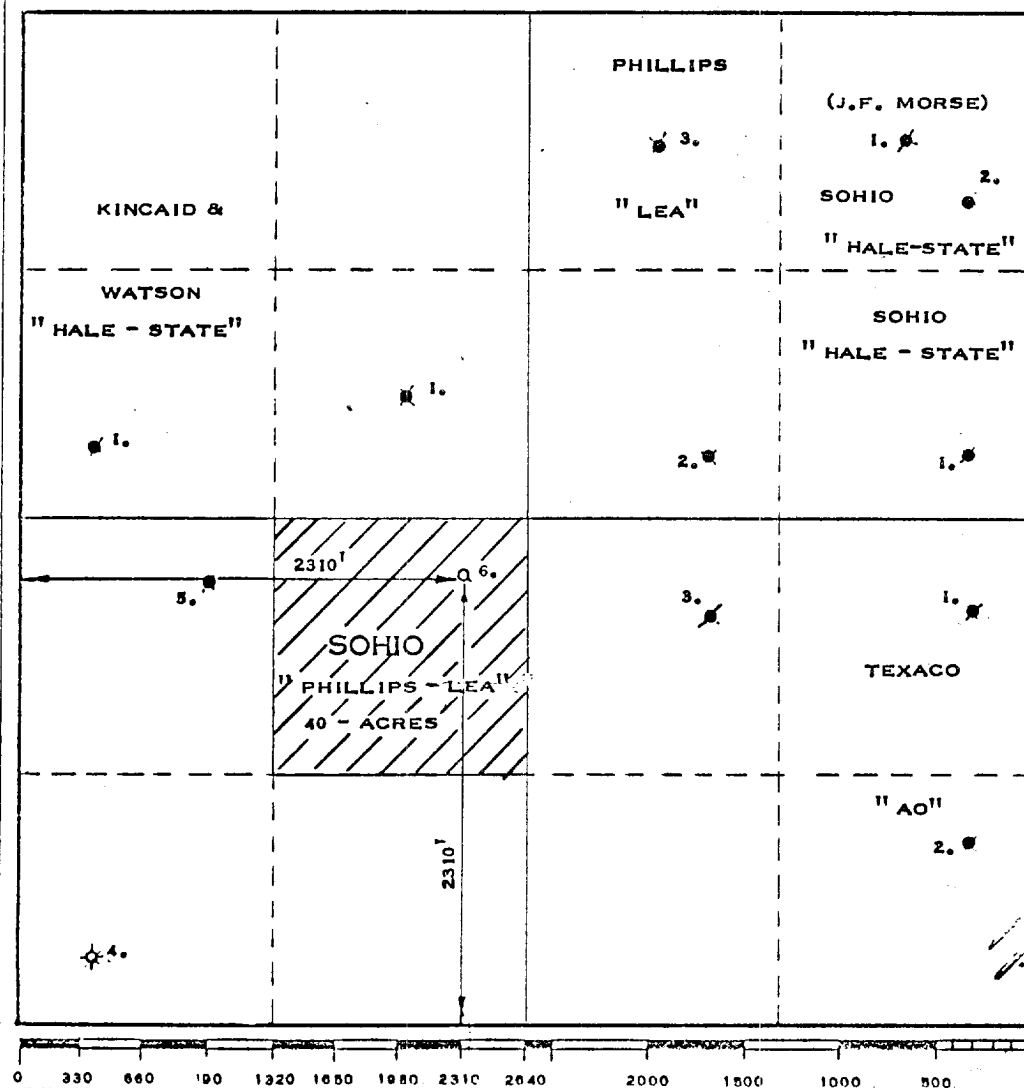 PHILLIPS
(J.F. MORSE)
1.
3.
2.
KINCAID &
"LEA"
SOHIO
"HALE-STATE"
WATSON
"HALE - STATE"
SOHIO
"HALE - STATE"
1.
1.
2.
1.
2310'
6.
5.
3.
1.
SOHIO
TEXACO
"PHILLIPS - LEA"
40 - ACRES
"AO"
2.
2310'
4.
0 330 660 190 1320 1650 1980 2310 2640 2000 1500 1000 500